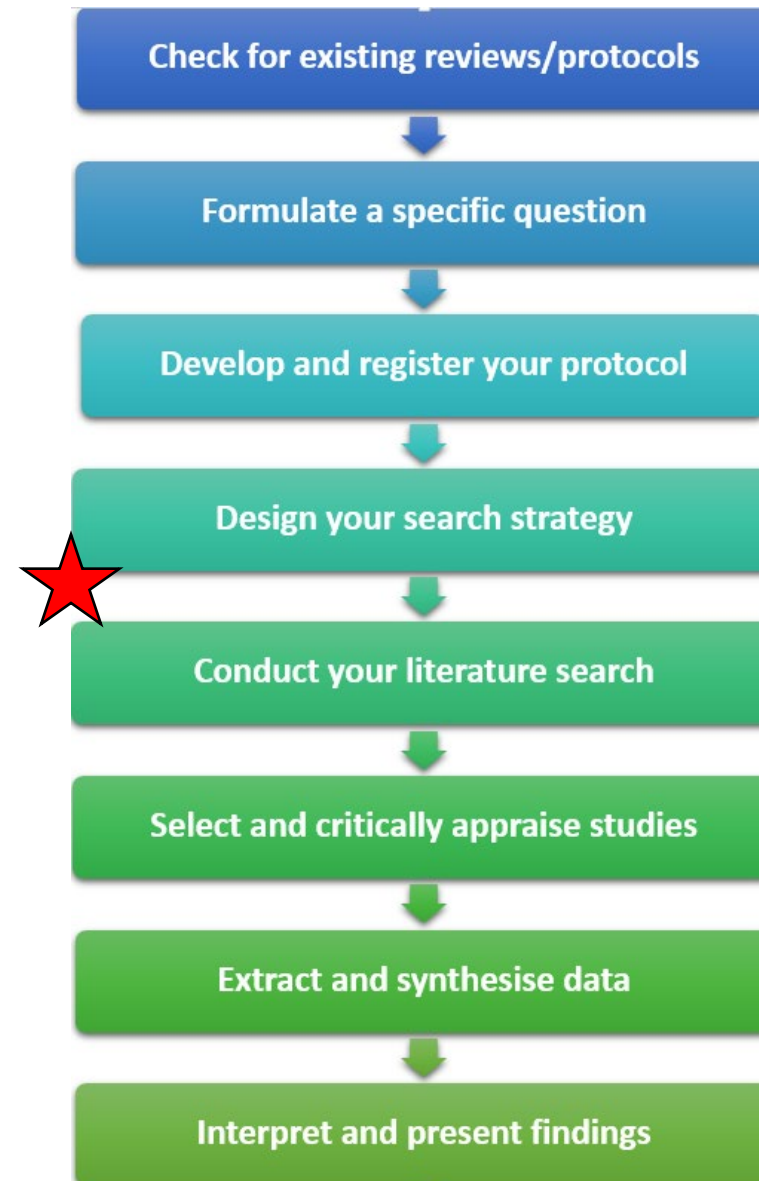 Check for existing reviews/protocols
Formulate a specific question
Develop and register your protocol
Design your search strategy
Conduct your literature search
Select and critically appraise studies
Extract and synthesise data
Interpret and present findings